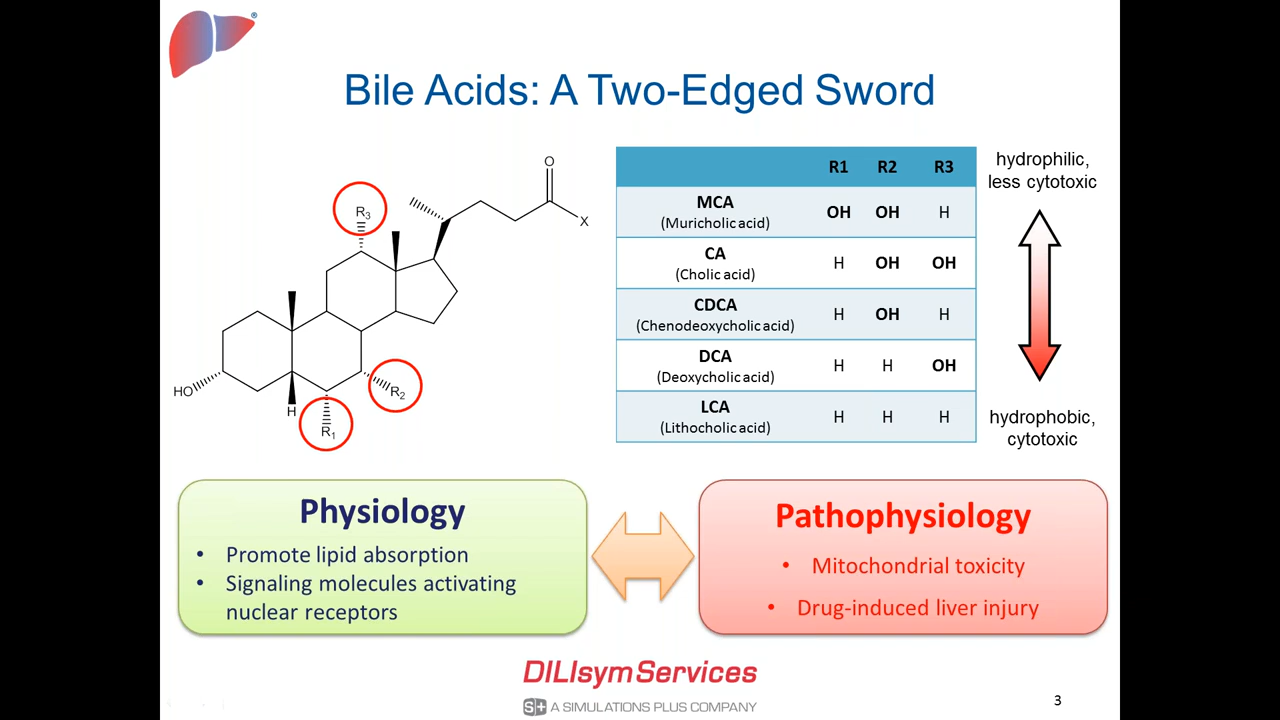 ®
Bile Acids: A Two-Edged Sword
O
X
R3
HO
H
R2
R1
R1 R2 R3
MCA
(Muricholic acid)
OH OH H
CA
(Cholic acid)
H OH OH
CDCA
(Chenodeoxycholic acid)
H OH H
DCA
(Deoxycholic acid)
H H OH
LCA
(Lithocholic acid)
H H H
hydrophilic,
less cytotoxic
hydrophobic,
cytotoxic
Physiology
• Promote lipid absorption
• Signaling molecules activating
nuclear receptors
Pathophysiology
• Mitochondrial toxicity
• Drug-induced liver injury
DILIsymServices
S+ A SIMULATIONS PLUS COMPANY
3